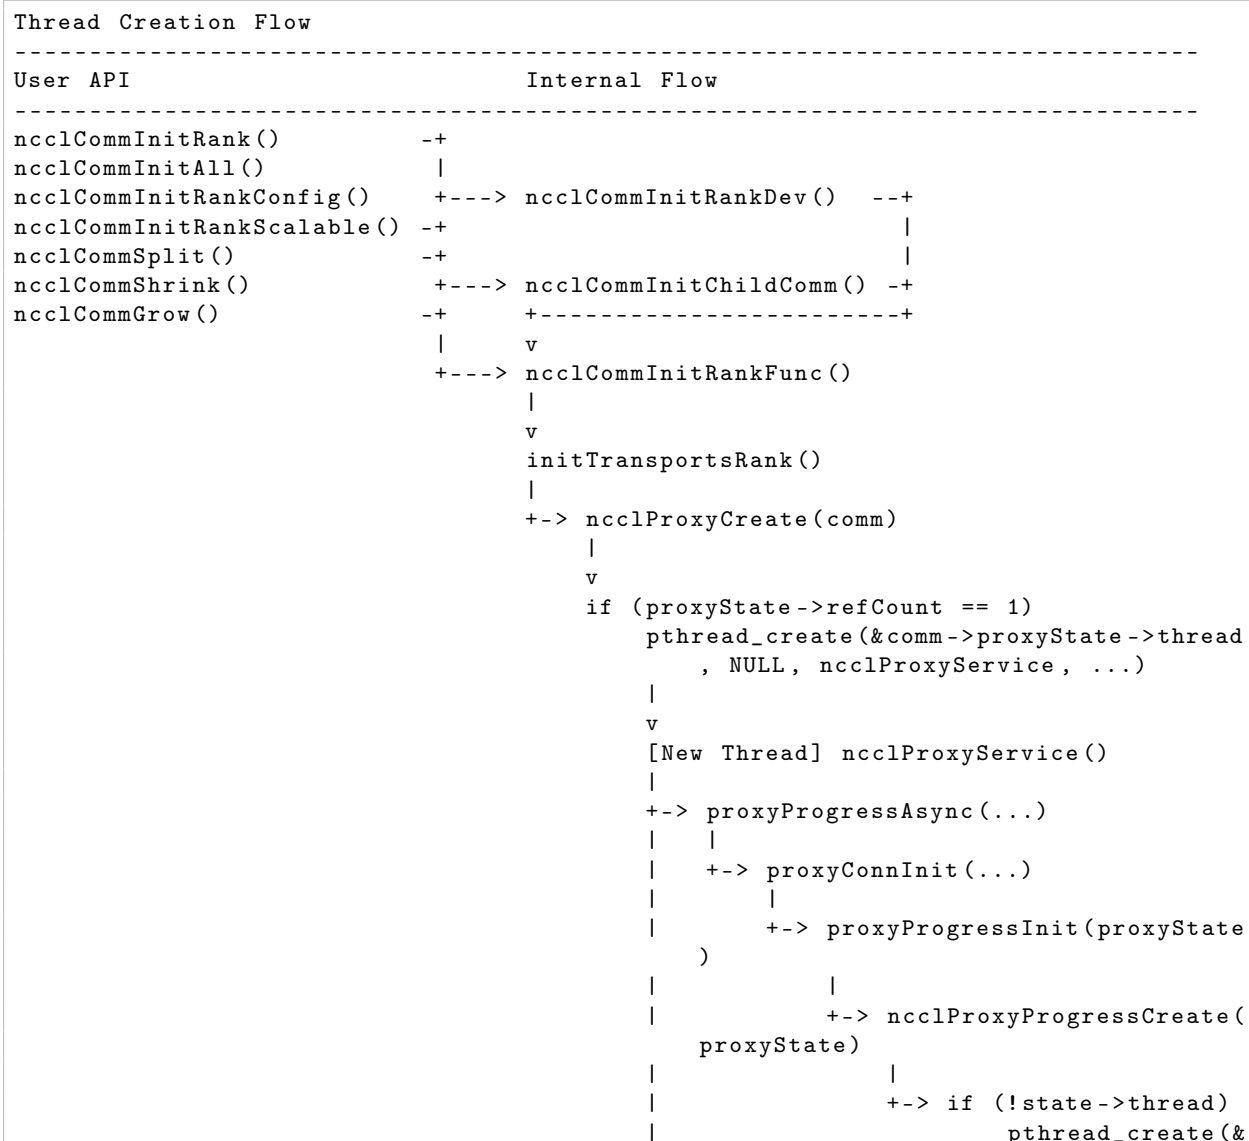 Thread Creation Flow
-------------------------------------------------------------------------------
User API                          Internal Flow
-------------------------------------------------------------------------------
ncclCommInitRank()         -+
ncclCommInitAll()           |
ncclCommInitRankConfig()    +---> ncclCommInitRankDev()  --+
ncclCommInitRankScalable() -+                              |
ncclCommSplit()            -+                              |
ncclCommShrink()            +---> ncclCommInitChildComm() -+
ncclCommGrow()             -+     +------------------------+
                            |     v
                            +---> ncclCommInitRankFunc()
                                  |
                                  v
                                  initTransportsRank()
                                  |
                                  +-> ncclProxyCreate(comm)
                                      |
                                      v
                                      if (proxyState->refCount == 1)
                                          pthread_create(&comm->proxyState->thread
                                              , NULL, ncclProxyService, ...)
                                          |
                                          v
                                          [New Thread] ncclProxyService()
                                          |
                                          +-> proxyProgressAsync(...)
                                          |   |
                                          |   +-> proxyConnInit(...)
                                          |       |
                                          |       +-> proxyProgressInit(proxyState
                                              )
                                          |           |
                                          |           +-> ncclProxyProgressCreate(
                                              proxyState)
                                          |               |
                                          |               +-> if (!state->thread)
                                          |                       pthread_create(&